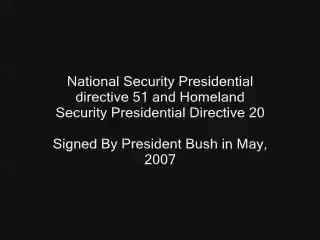 National Security Presidential
directive 51 and Homeland
Security Presidential Directive 20
Signed By President Bush in May,
2007